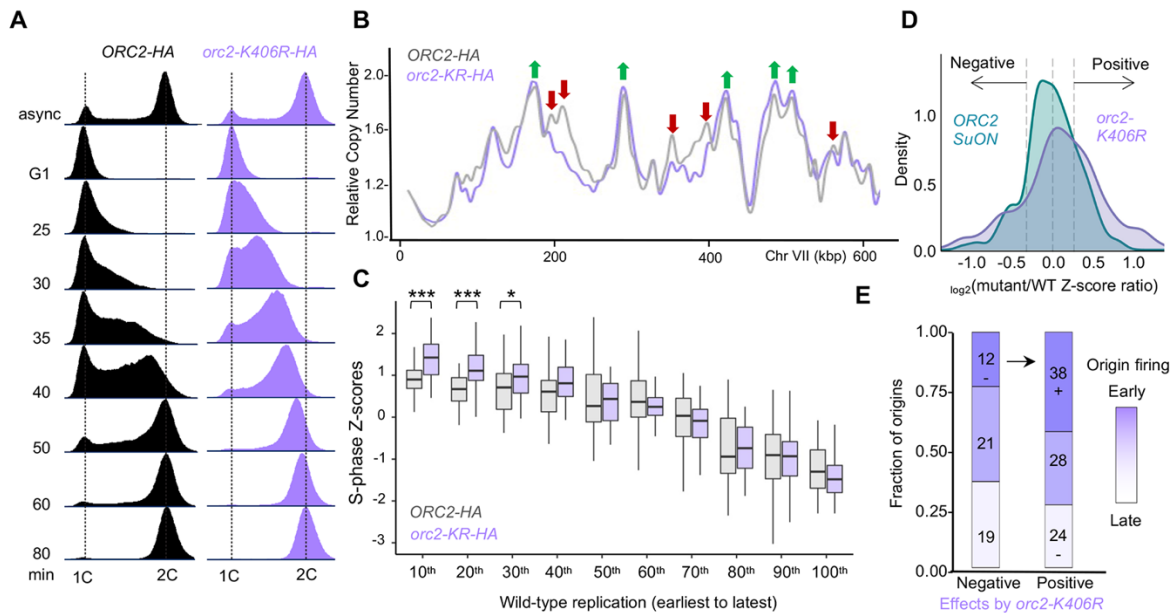 A
ORC2-HA
orc2-K406R-HA
async
G1
25
30
35
40
50
60
80
min
1C
2C
1C
2C
B
ORC2-HA
orc2-KR-HA
Relative Copy Number
2.0
1.6
1.2
1.0
0
200
400
Chr VII (kbp)
600
C
***
***
*
S-phase Z-scores
2
1
0
-1
-2
-3
ORC2-HA
orc2-KR-HA
10th
20th
30th
40th
50th
60th
70th
80th
90th
100th
Wild-type replication (earliest to latest)
D
Negative
Positive
ORC2
SuON
orc2-
K406R
Density
1.0
0.5
0.0
-1.0
-0.5
0.0
0.5
1.0
log2(mutant/WT Z-score ratio)
E
Fraction of origins
1.00
0.75
0.50
0.25
0.00
12
-
21
19
38
+
28
24
-
Negative
Positive
Effects by orc2-K406R
Origin firing
Early
Late